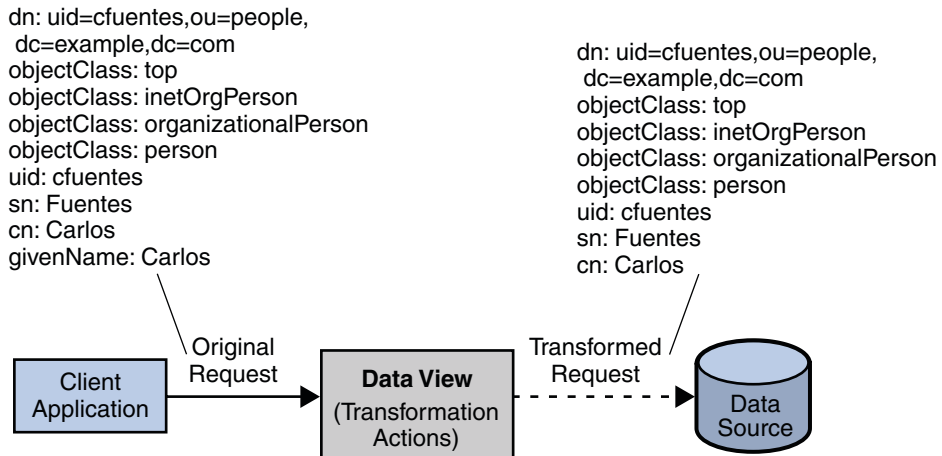 dn: uid=cfuentes,ou=people,
dc=example,dc=com
objectClass: top
objectClass: inetOrgPerson
objectClass: organizationalPerson
objectClass: person
uid: cfuentes
sn: Fuentes
cn: Carlos
givenName: Carlos
dn: uid=cfuentes,ou=people,
dc=example,dc=com
objectClass: top
objectClass: inetOrgPerson
objectClass: organizationalPerson
objectClass: person
uid: cfuentes
sn: Fuentes
cn: Carlos
Client
Application
Original
Request
Data View
(Transformation
Actions)
Transformed
Request
Data
Source